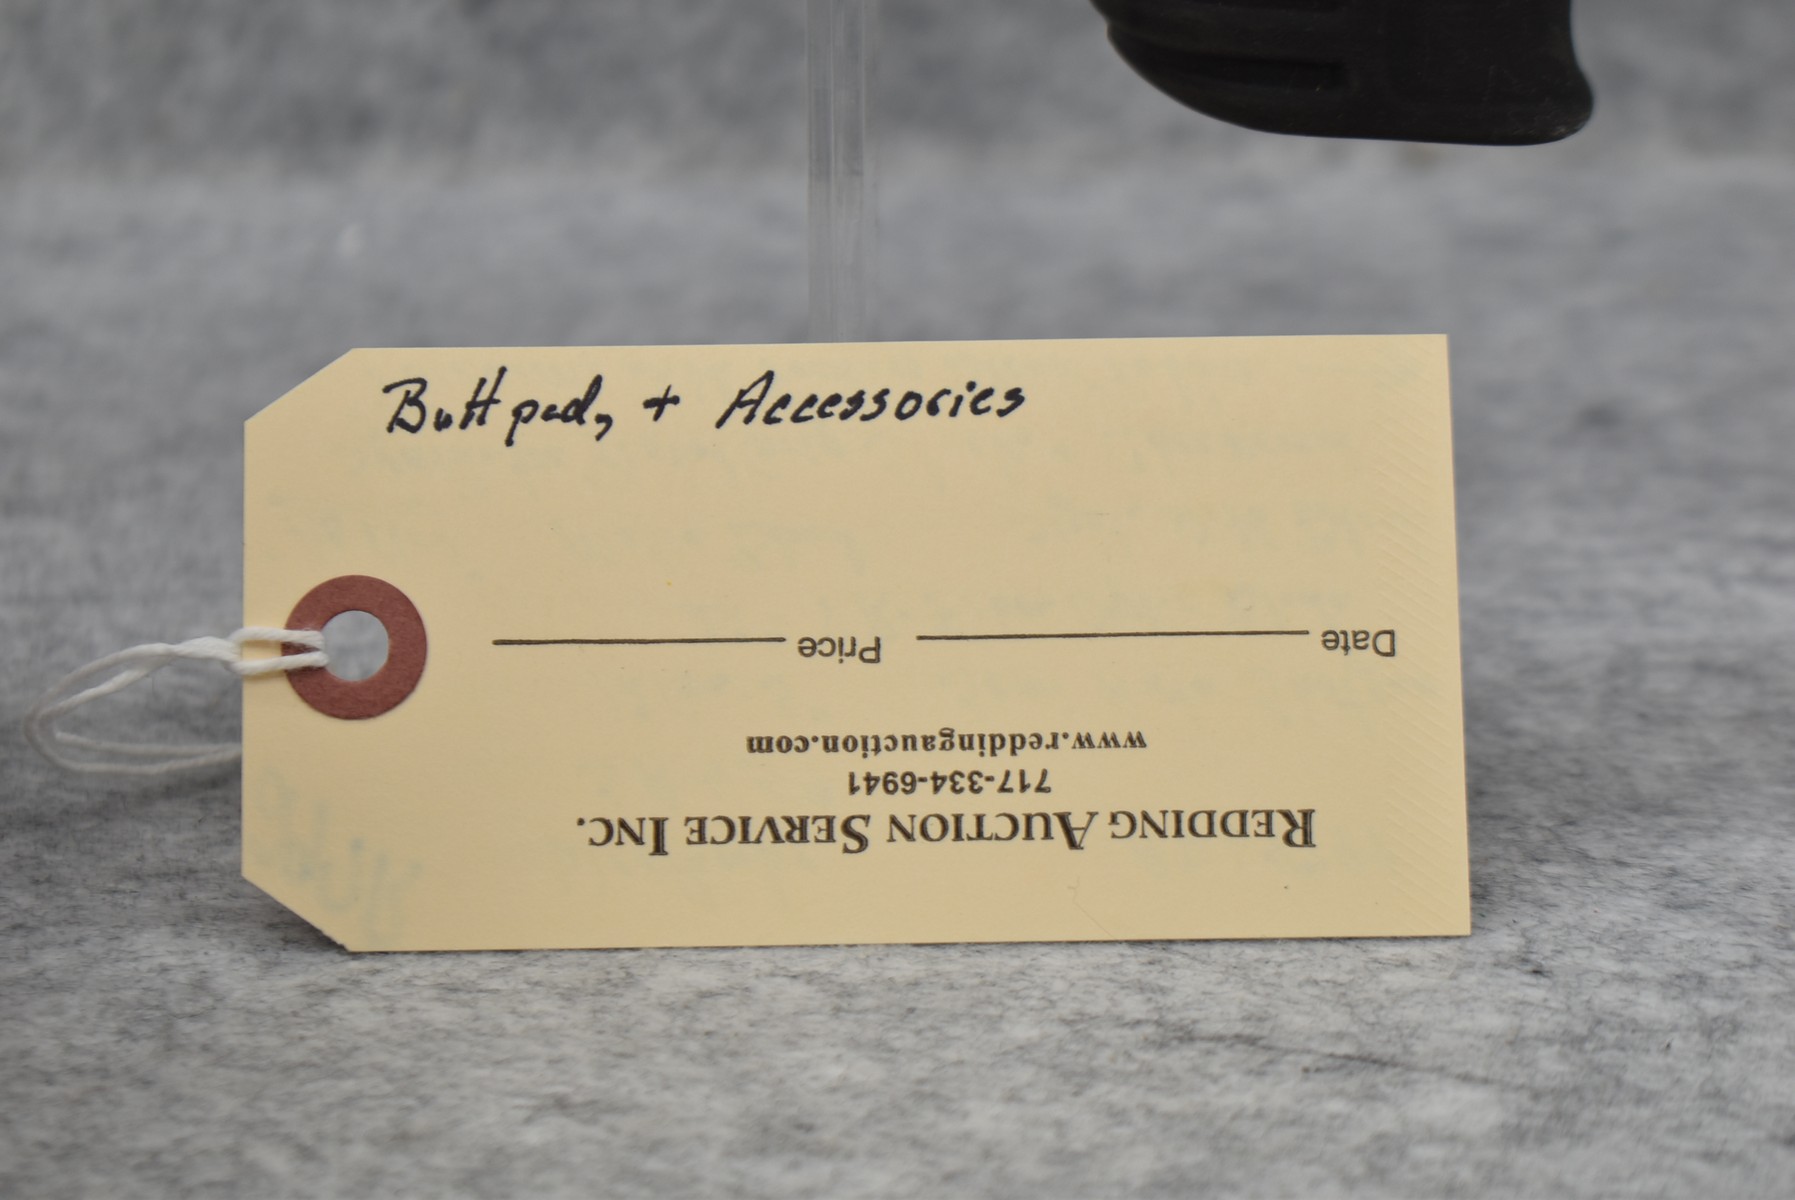 Buttpad, + Accessories
REDDING AUCTION SERVICE INC.
717-334-6941
www.reddingauction.com
Date Price